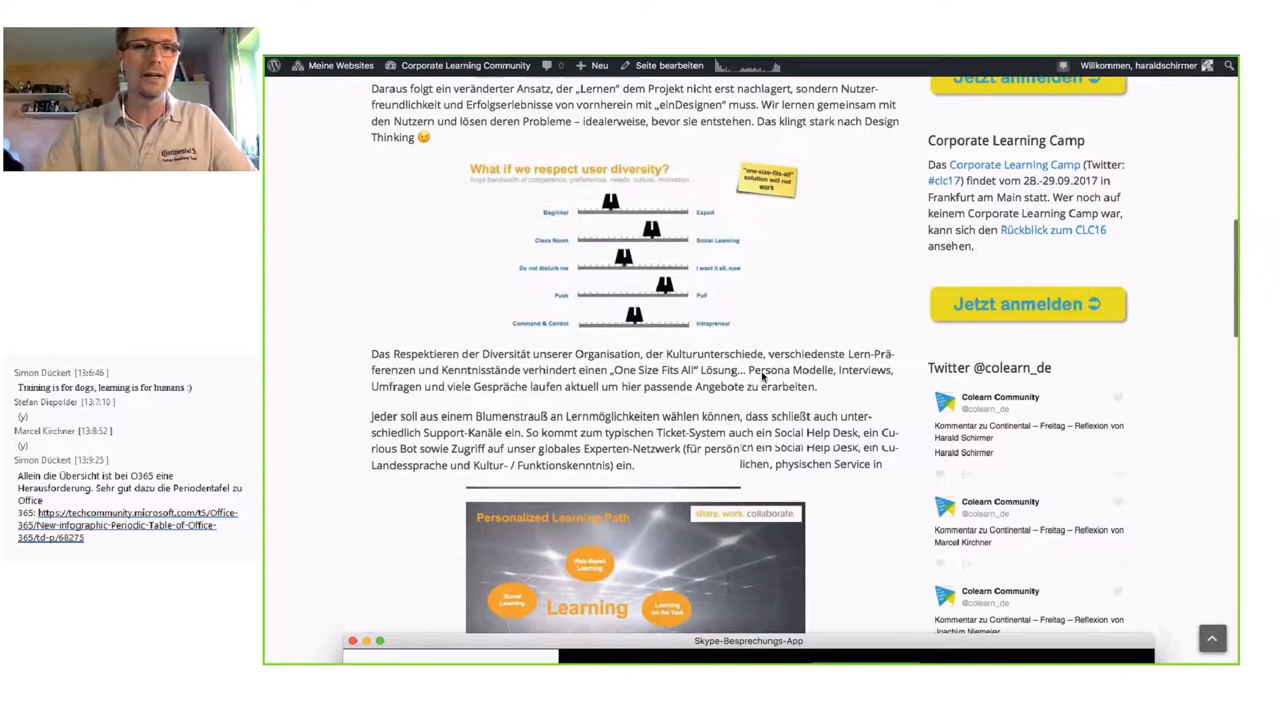 Continental
Simon Dückert [13:6:46]
Training is for dogs, learning is for humans :)
Stefan Diepolder [13:7:10]
(y)
Marcel Kirchner [13:8:52]
(y)
Simon Dückert [13:9:25]
Allein die Übersicht ist bei O365 eine
Herausforderung. Sehr gut dazu die Periodentafel zu
Office
365: https://techcommunity.microsoft.com/t5/Office-
365/New-infographic-Periodic-Table-of-Office-
365/td-p/68275
Meine Websites Corporate Learning Community 0 Neu Seite bearbeiten Willkommen, haraldschirmer
Daraus folgt ein veränderter Ansatz, der „Lernen“ dem Projekt nicht erst nachlagert, sondern Nutzer-
freundlichkeit und Erfolgserlebnisse von vornherein mit „einDesignen“ muss. Wir lernen gemeinsam mit
den Nutzern und lösen deren Probleme – idealerweise, bevor sie entstehen. Das klingt stark nach Design
Thinking
What if we respect user diversity?
huge bandwidth of competence, preferences, needs, culture, motivation...
"one-size-fits-all"
solution will not
work
Beginner Expert
Class Room Social Learning
Do not disturb me I want it all, now
Push Pull
Command & Control Intrapreneur
Das Respektieren der Diversität unserer Organisation, der Kulturunterschiede, verschiedenste Lern-Prä-
ferenzen und Kenntnisstände verhindert einen „One Size Fits All“ Lösung... Persona Modelle, Interviews,
Umfragen und viele Gespräche laufen aktuell um hier passende Angebote zu erarbeiten.
Jeder soll aus einem Blumenstrauß an Lernmöglichkeiten wählen können, dass schließt auch unter-
schiedlich Support-Kanäle ein. So kommt zum typischen Ticket-System auch ein Social Help Desk, ein Cu-
rious Bot sowie Zugriff auf unser globales Experten-Netzwerk (für persön ch ein Social Help Desk, ein Cu-
Landessprache und Kultur- / Funktionskenntnis) ein. lichen, physischen Service in
Personalized Learning Path
share. work. collaborate.
Web-Based
Learning
Social
Learning
Learning
Learning
on the Task
Skype-Besprechungs-App
Jetzt anmelden
Corporate Learning Camp
Das Corporate Learning Camp (Twitter:
#clc17) findet vom 28.-29.09.2017 in
Frankfurt am Main statt. Wer noch auf
keinem Corporate Learning Camp war,
kann sich den Rückblick zum CLC16
ansehen.
Jetzt anmelden
Twitter @colearn_de
Colearn Community
@colearn_de
Kommentar zu Continental – Freitag – Reflexion von
Harald Schirmer
Harald Schirmer
Colearn Community
@colearn_de
Kommentar zu Continental – Freitag – Reflexion von
Marcel Kirchner
Colearn Community
@colearn_de
Kommentar zu Continental – Freitag – Reflexion von
Joachim Niemeier